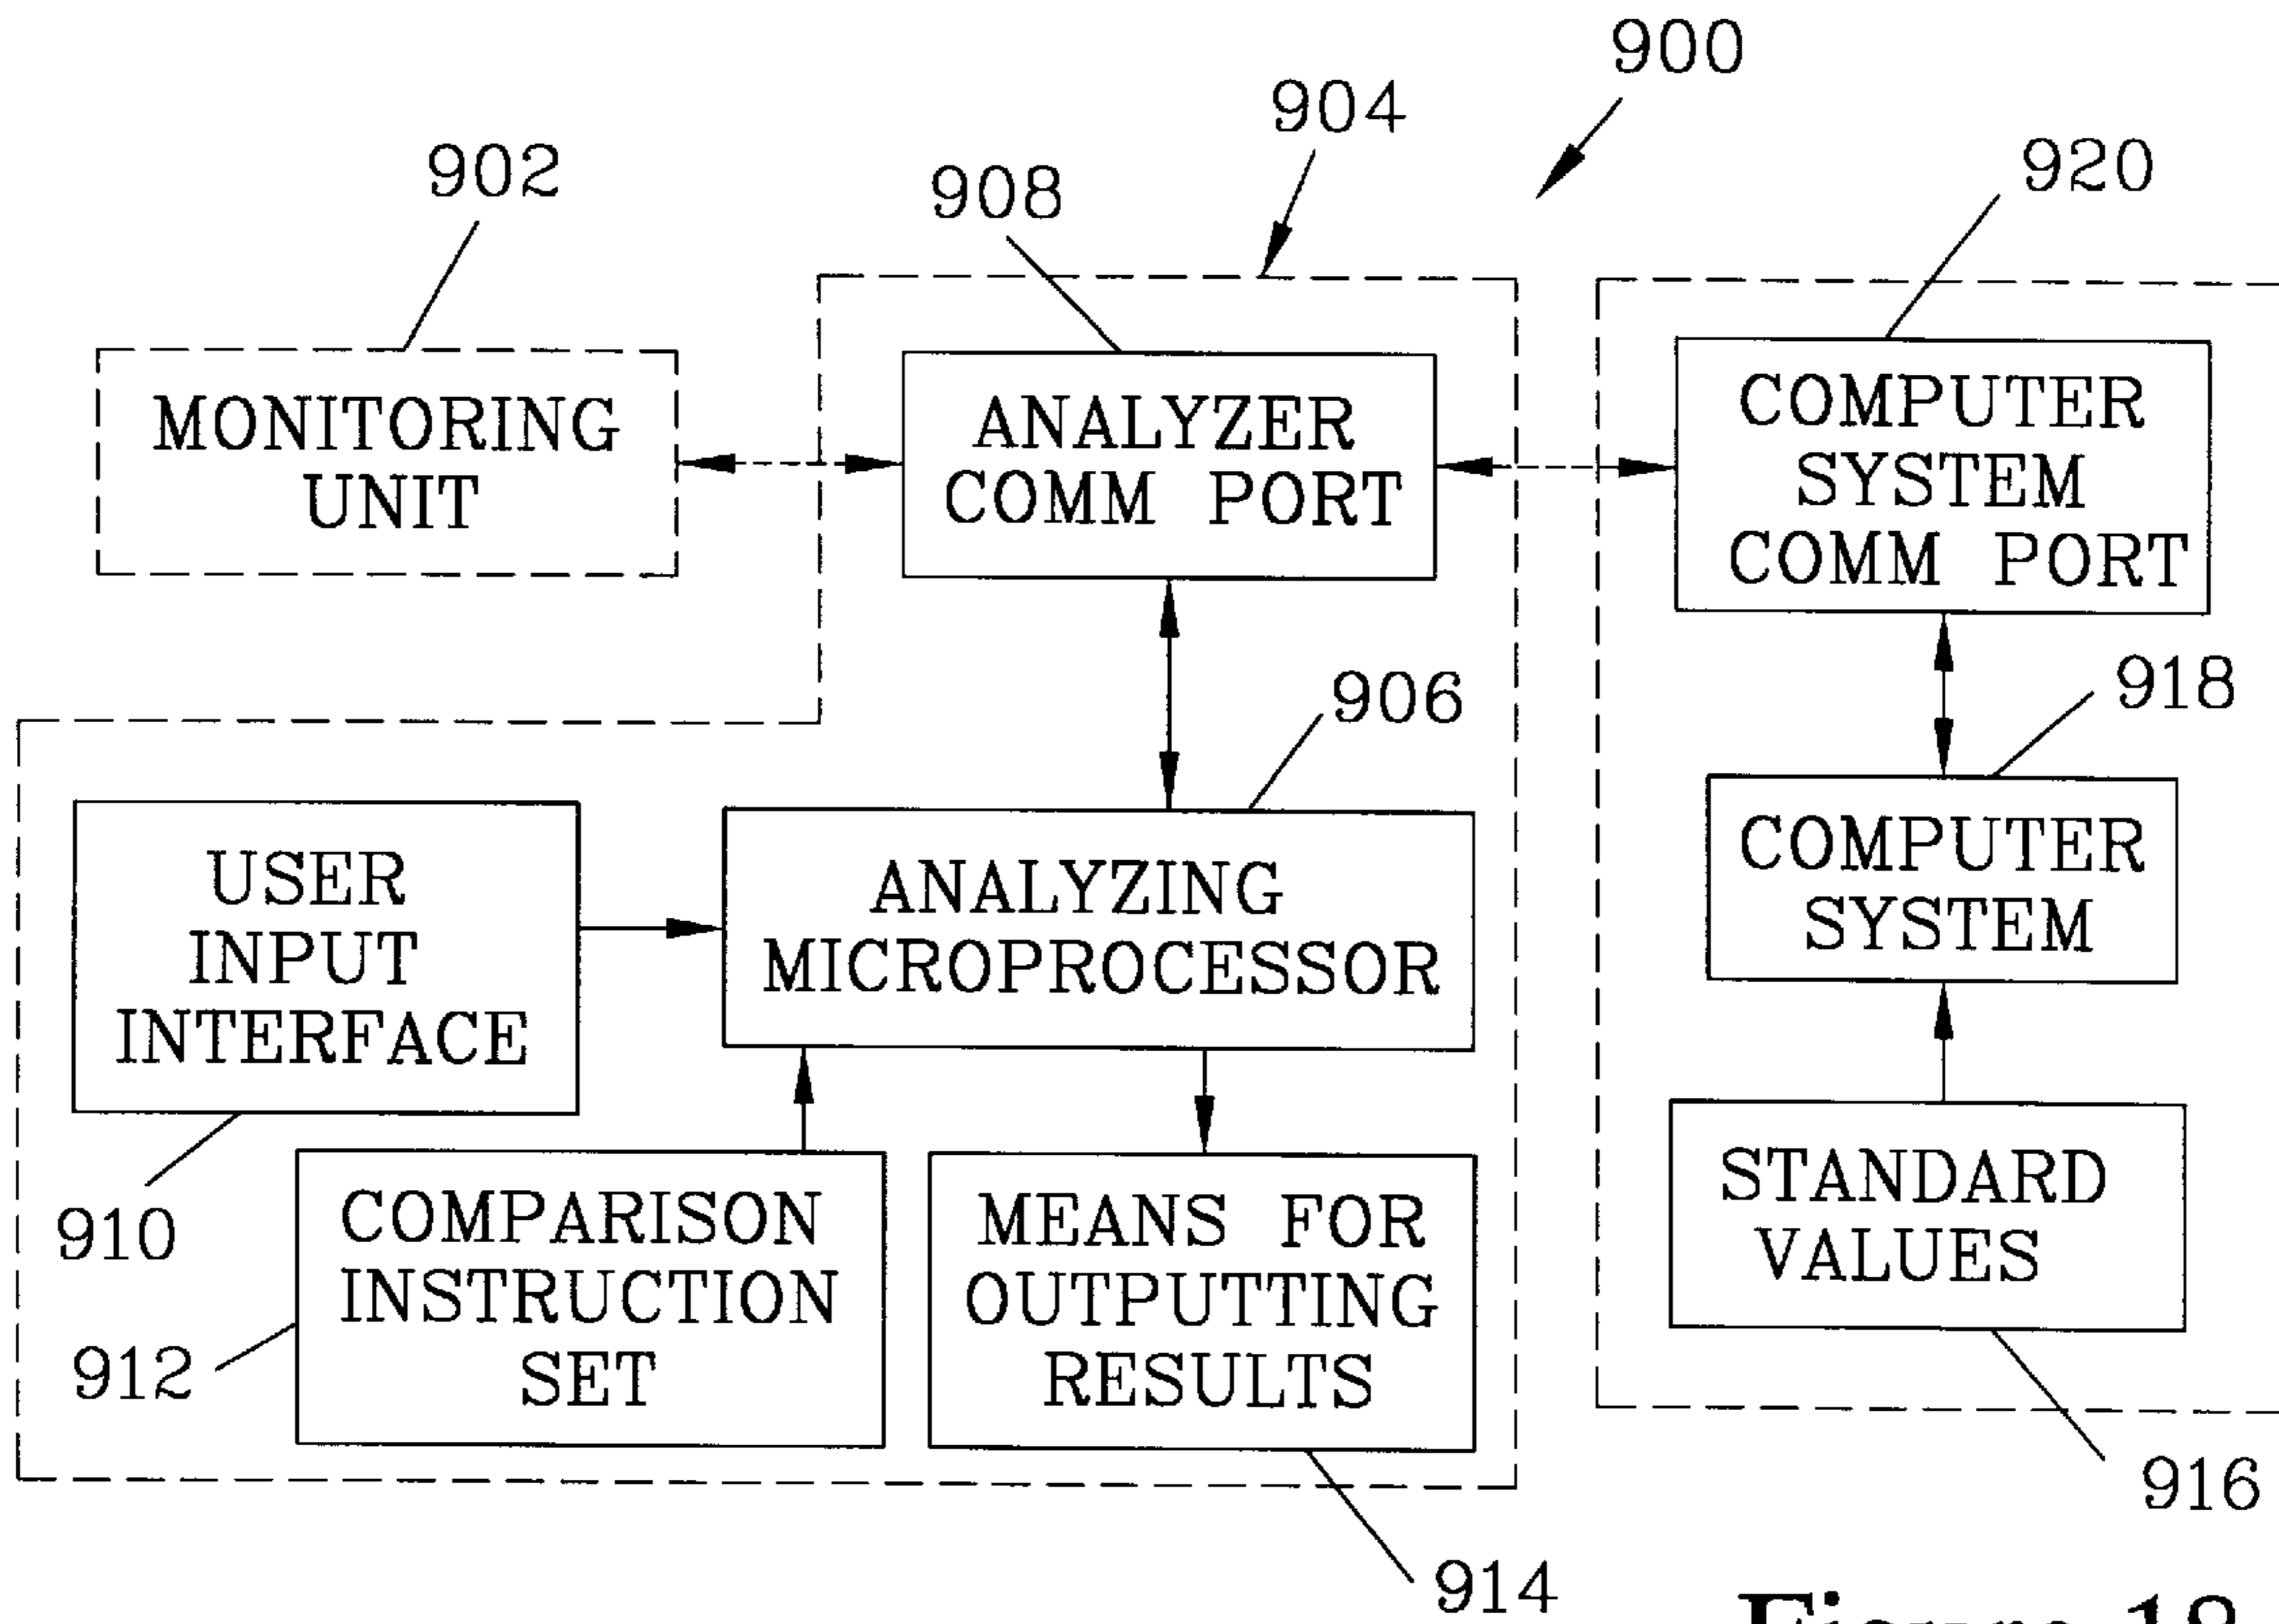 900
904
902
908
920
MONITORING
UNIT
ANALYZER
COMM PORT
COMPUTER
SYSTEM
COMM PORT
906
918
USER
INPUT
INTERFACE
ANALYZING
MICROPROCESSOR
COMPUTER
SYSTEM
910
COMPARISON
INSTRUCTION
SET
912
MEANS FOR
OUTPUTTING
RESULTS
STANDARD
VALUES
916
914
Figure